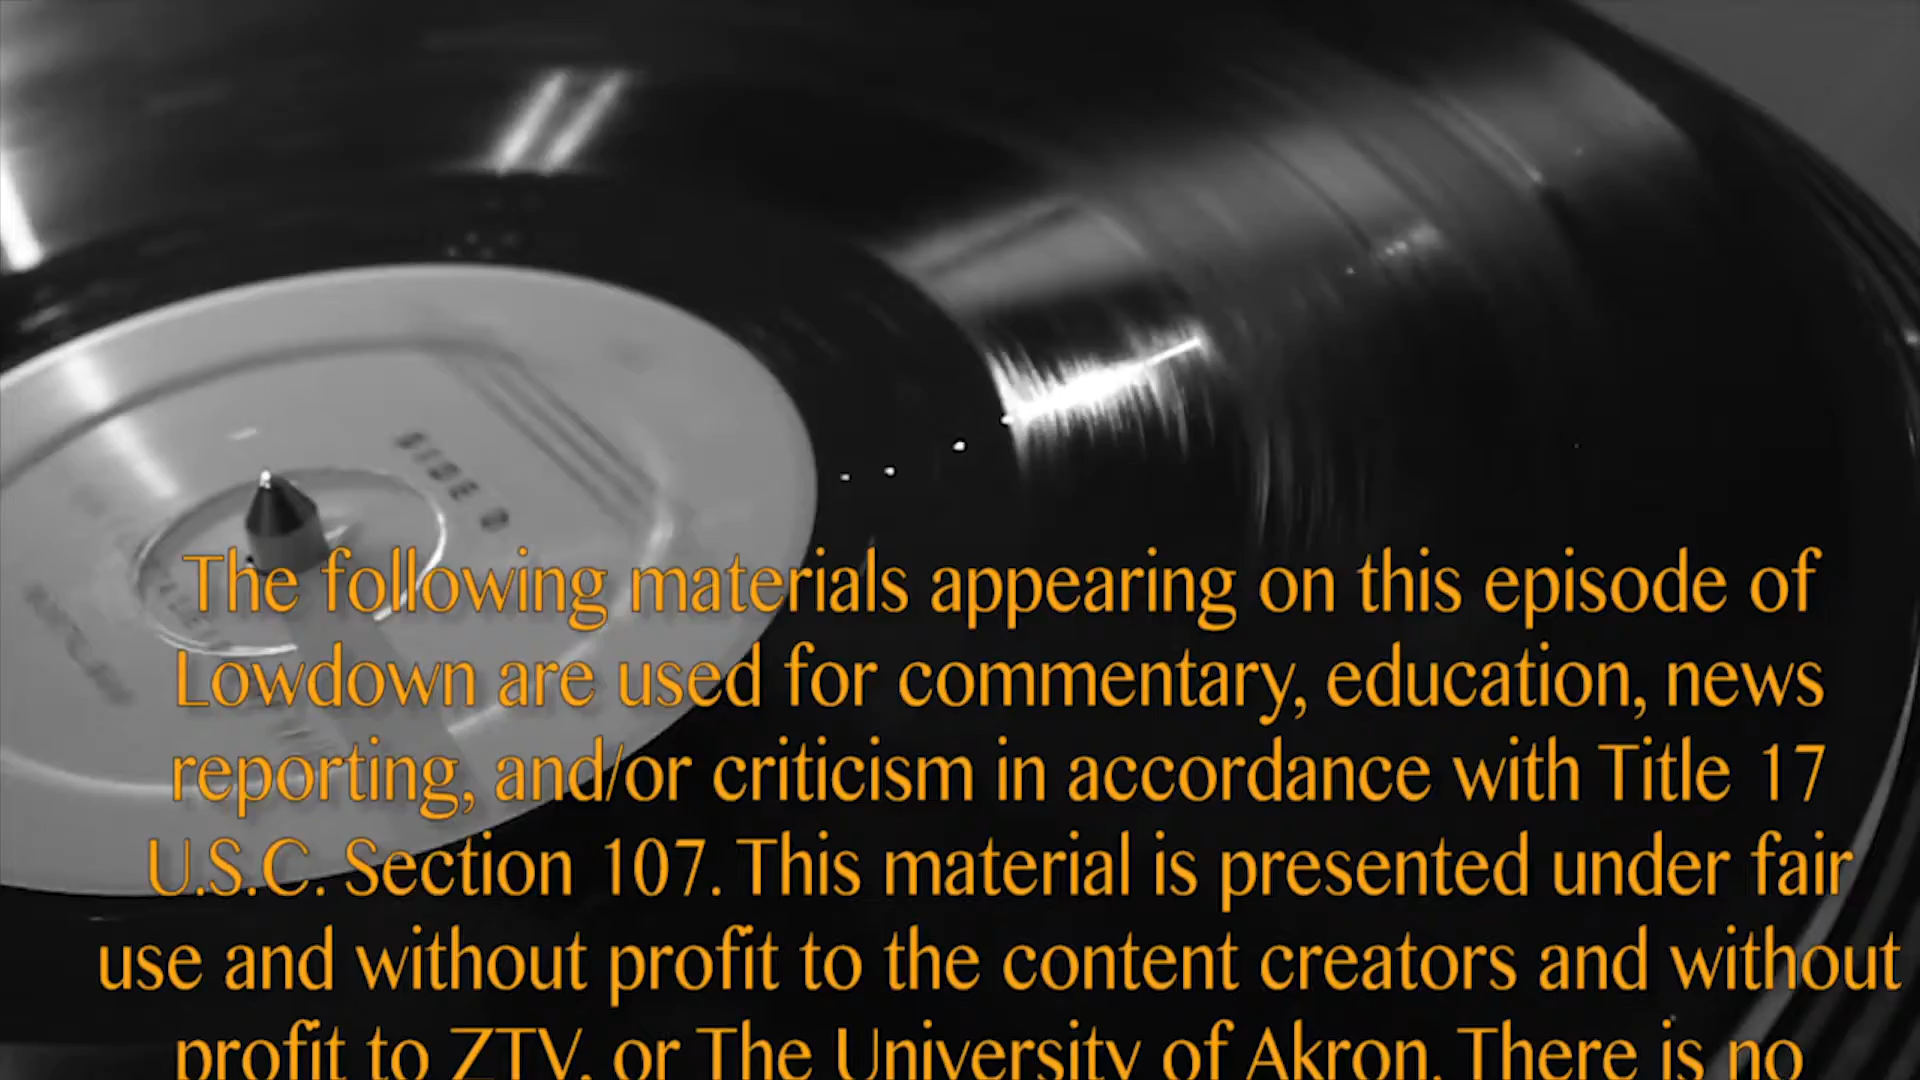 SIDE
The following materials appearing on this episode of
Lowdown are used for commentary, education, news
reporting, and/or criticism in accordance with Title 17
U.S.C. Section 107. This material is presented under fair
use and without profit to the content creators and without
profit to ZTV, or The University of Akron. There is no